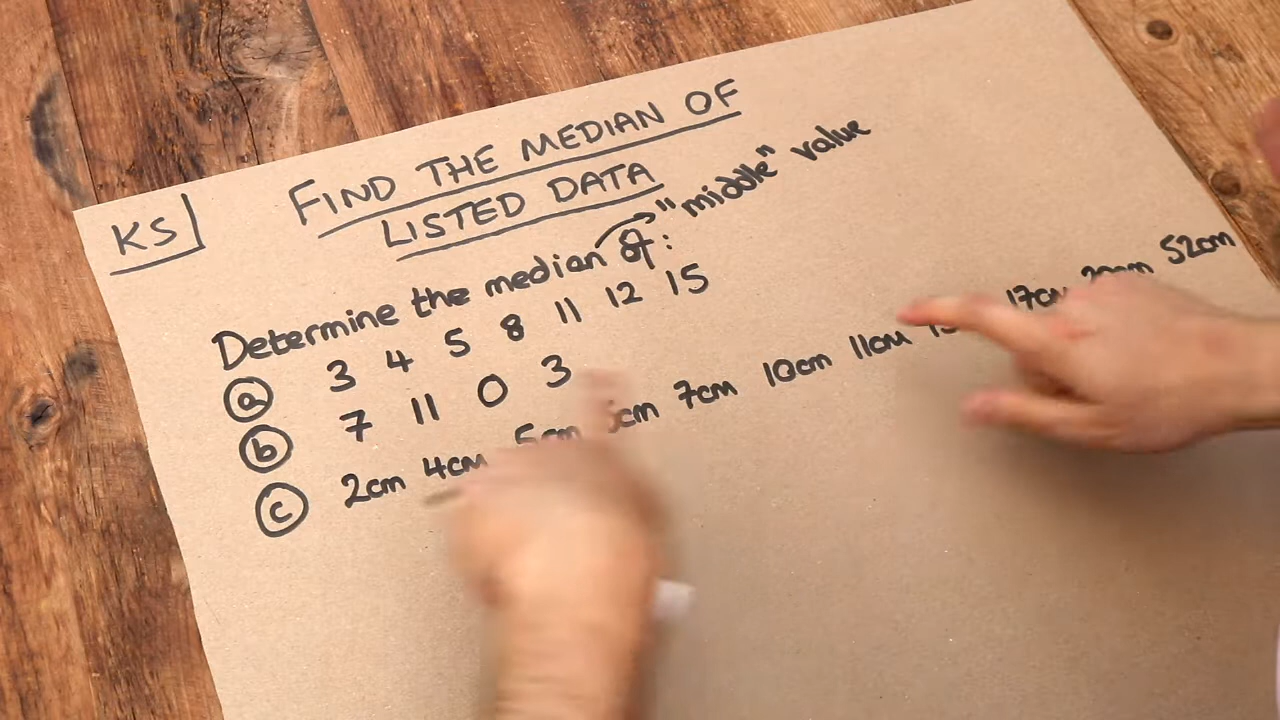 KS
FIND THE MEDIAN OF
LISTED DATA
Determine the median of: "middle" value
a 3 4 5 8 11 12 15
b 7 11 0 3
c 2cm 4cm 5cm 7cm 10cm 11cm 52cm